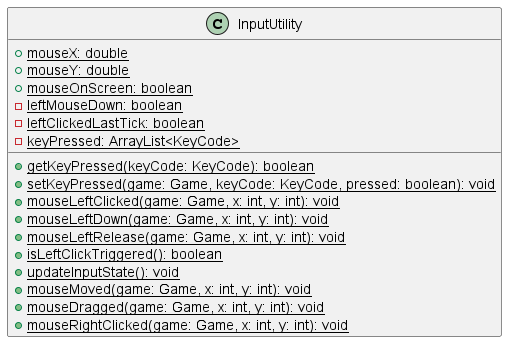 C InputUtility
mouseX: double
mouseY: double
mouseOnScreen: boolean
leftMouseDown: boolean
leftClickedLastTick: boolean
keyPressed: ArrayList<KeyCode>
getKeyPressed(keyCode: KeyCode): boolean
setKeyPressed(game: Game, keyCode: KeyCode, pressed: boolean): void
mouseLeftClicked(game: Game, x: int, y: int): void
mouseLeftDown(game: Game, x: int, y: int): void
mouseLeftRelease(game: Game, x: int, y: int): void
isLeftClickTriggered(): boolean
updateInputState(): void
mouseMoved(game: Game, x: int, y: int): void
mouseDragged(game: Game, x: int, y: int): void
mouseRightClicked(game: Game, x: int, y: int): void